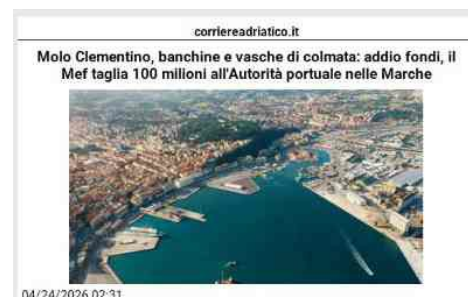 corriereadriatico.it
Molo Clementino, banchine e vasche di colmata: addio fondi, il
Mef taglia 100 milioni all'Autorità portuale nelle Marche
04/24/2026 02:31